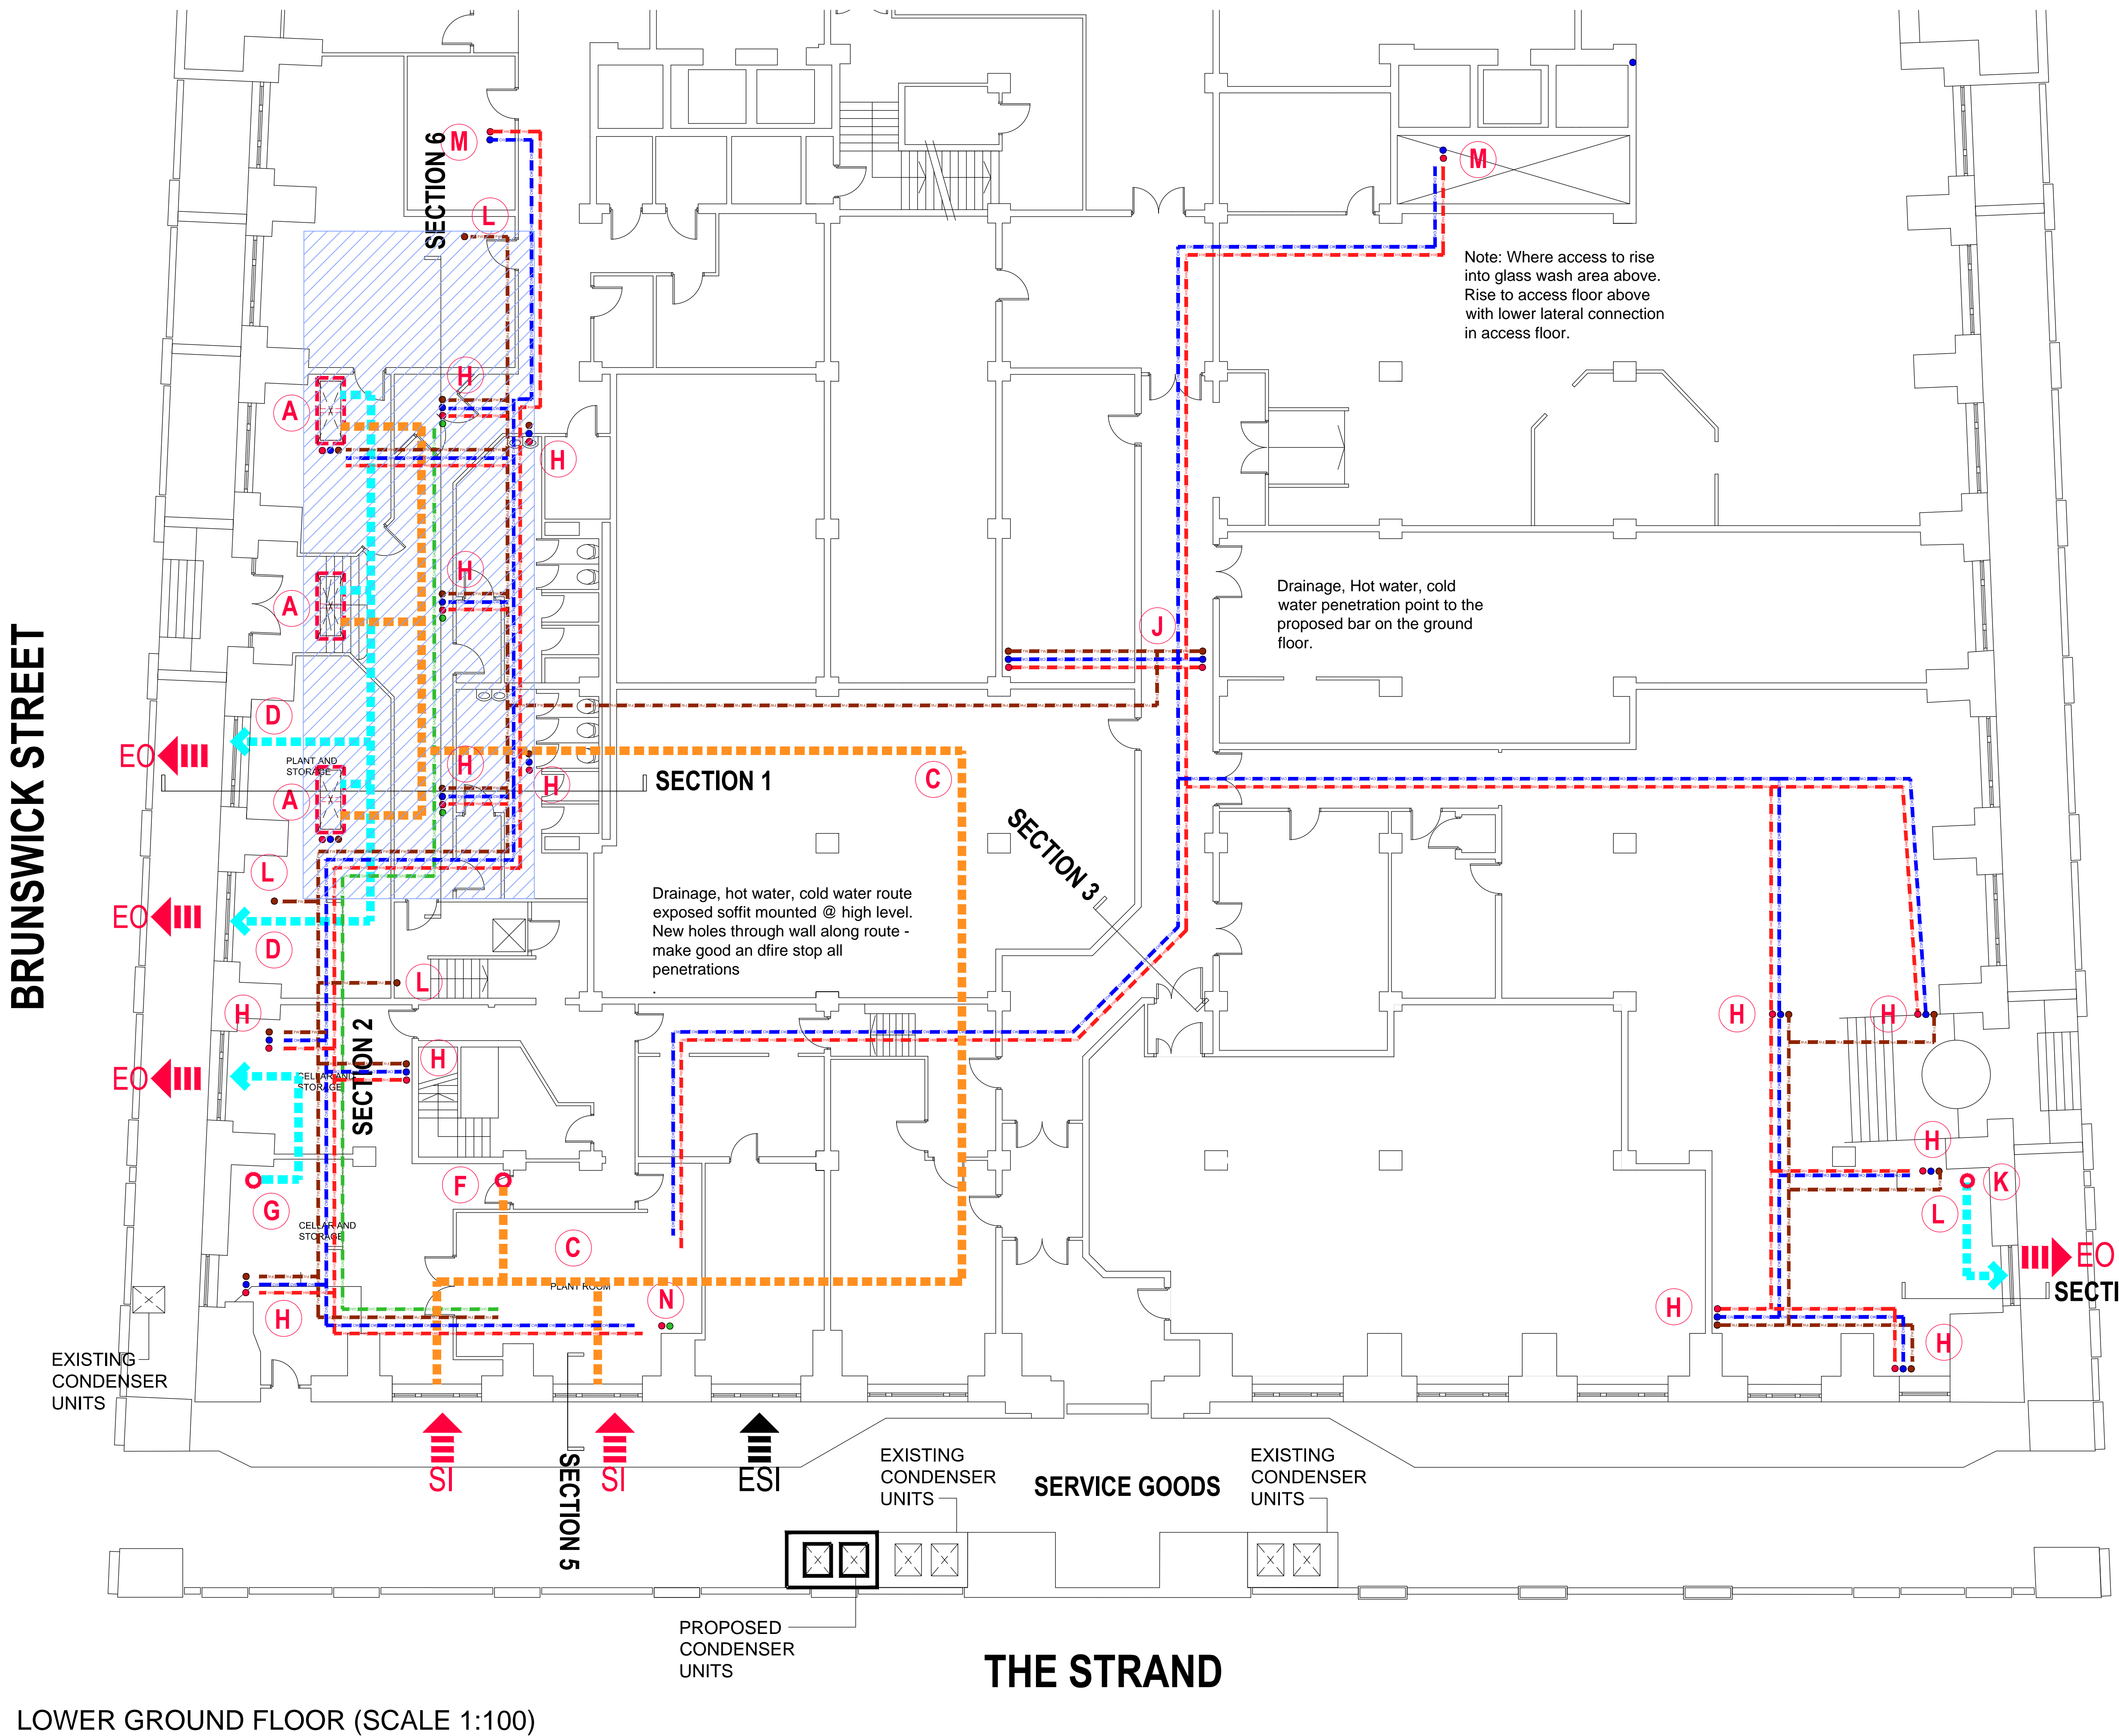 M
SECTION 6
L
M
Note: Where access to rise
into glass wash area above.
Rise to access floor above
with lower lateral connection
in access floor.
H
A
H
H
A
Drainage, Hot water, cold
water penetration point to the
proposed bar on the ground
floor.
J
BRUNSWICK STREET
D
EO
PLANT AND
STORAGE
H
H
SECTION 1
C
A
SECTION 3
L
Drainage, hot water, cold water route
exposed soffit mounted @ high level.
New holes through wall along route -
make good an dfire stop all
penetrations
.
EO
D
L
H
H
H
SECTION 2
H
EO
CELLAR AND
STORAGE
H
F
K
G
L
CELLAR AND
STORAGE
C
EO
PLANT ROOM
N
SECTI
H
H
H
EXISTING
CONDENSER
UNITS
SI
SI
ESI
SECTION 5
EXISTING
CONDENSER
UNITS
SERVICE GOODS
EXISTING
CONDENSER
UNITS
PROPOSED
CONDENSER
UNITS
THE STRAND
LOWER GROUND FLOOR (SCALE 1:100)